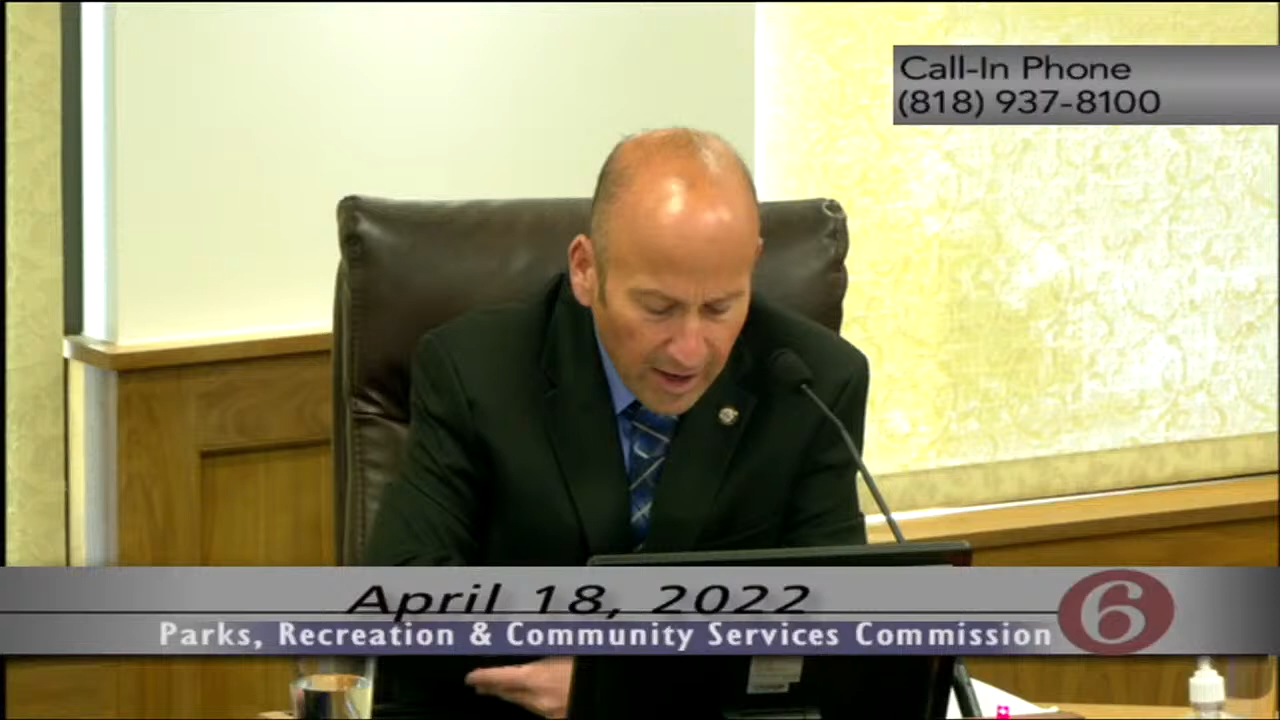 Call-In Phone
(818) 937-8100
April 18, 2022
Parks, Recreation & Community Services Commission
6